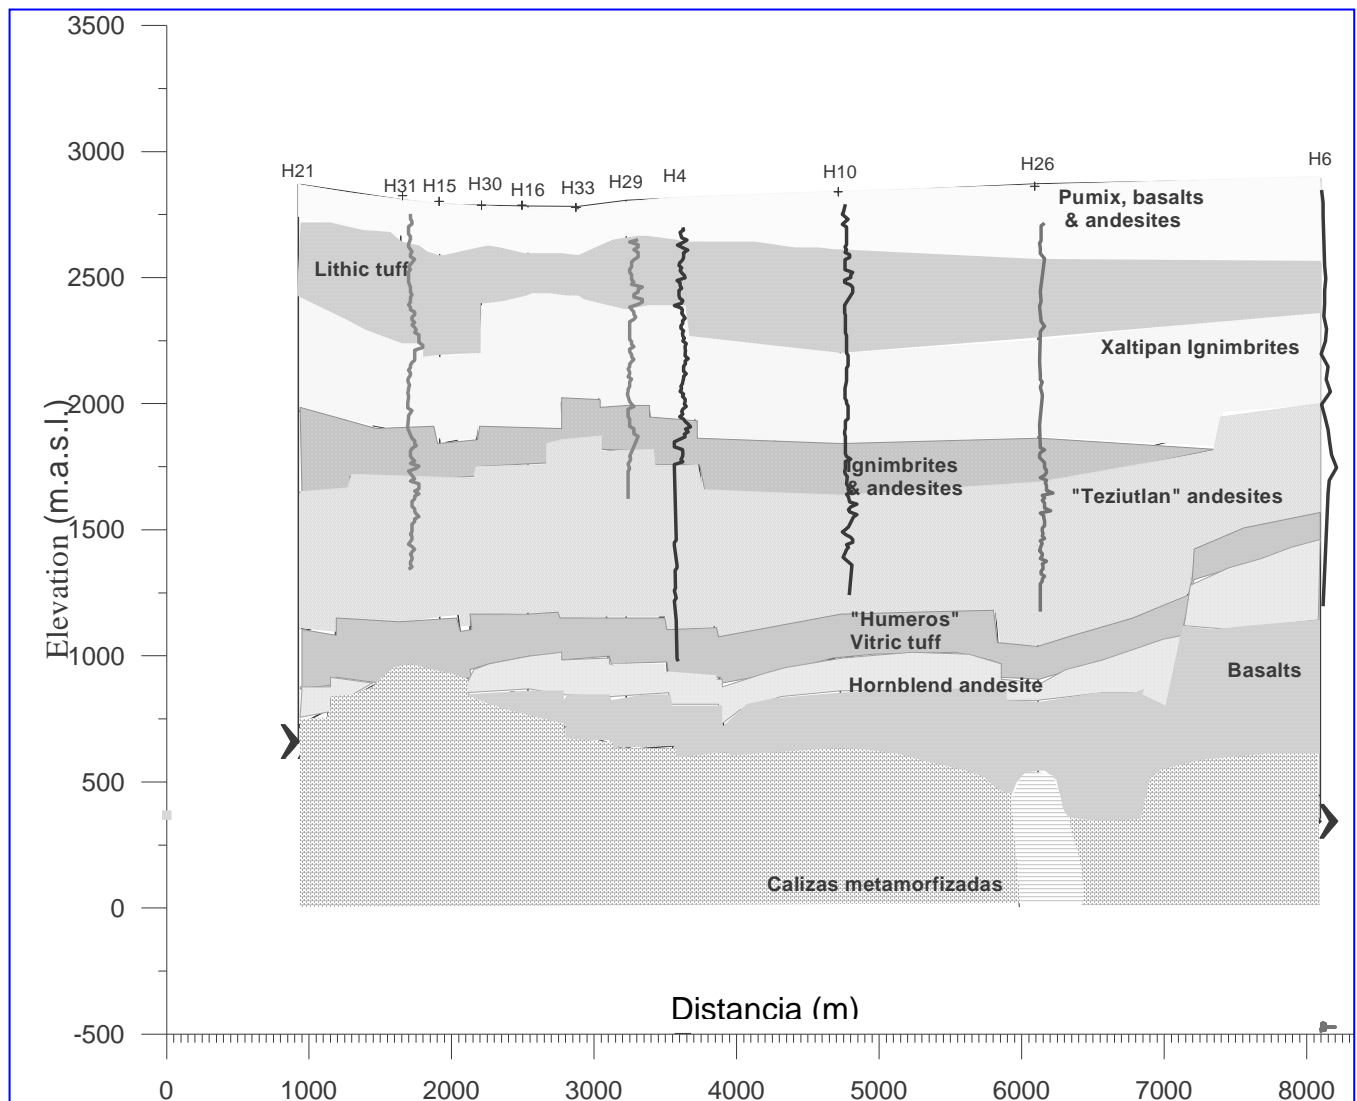 3500
3000
2500
2000
1500
1000
500
0
-500
Elevation (m.a.s.l.)
H21
H31
H15
H30
H16
H33
H29
H4
H10
H26
H6
Pumix, basalts
& andesites
Lithic tuff
Xaltipan Ignimbrites
Ignimbrites
& andesites
"Teziutlan" andesites
"Humeros"
Vitric tuff
Hornblend andesite
Basalts
Calizas metamorfizadas
Distancia (m)
0
1000
2000
3000
4000
5000
6000
7000
8000